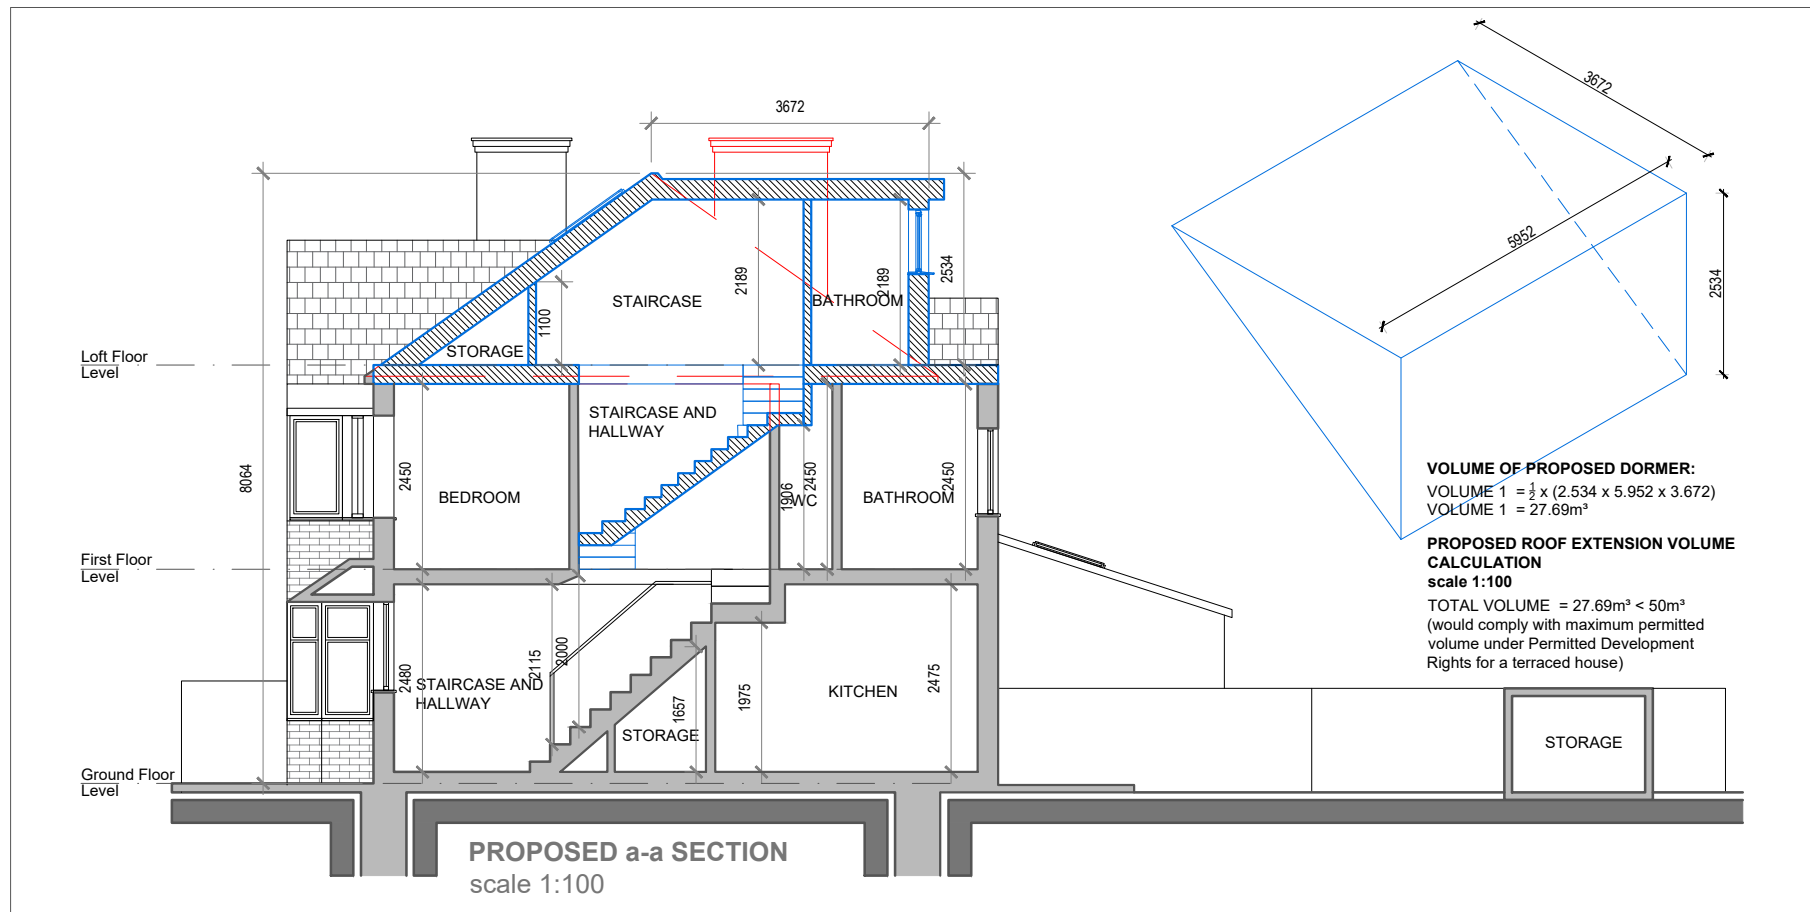 3672
3672
5952
2534
8064
2189
2189
2534
1100
STAIRCASE
BATHROOM
STORAGE
Loft Floor
Level
STAIRCASE AND
HALLWAY
2450
BEDROOM
1906
2450
WC
2450
BATHROOM
First Floor
Level
2480
2115
2000
STAIRCASE AND
HALLWAY
1657
STORAGE
1975
KITCHEN
2475
STORAGE
Ground Floor
Level
VOLUME OF PROPOSED DORMER:
VOLUME 1 = ½ x (2.534 x 5.952 x 3.672)
VOLUME 1 = 27.69m³
PROPOSED ROOF EXTENSION VOLUME
CALCULATION
scale 1:100
TOTAL VOLUME = 27.69m³ < 50m³
(would comply with maximum permitted
volume under Permitted Development
Rights for a terraced house)
PROPOSED a-a SECTION
scale 1:100